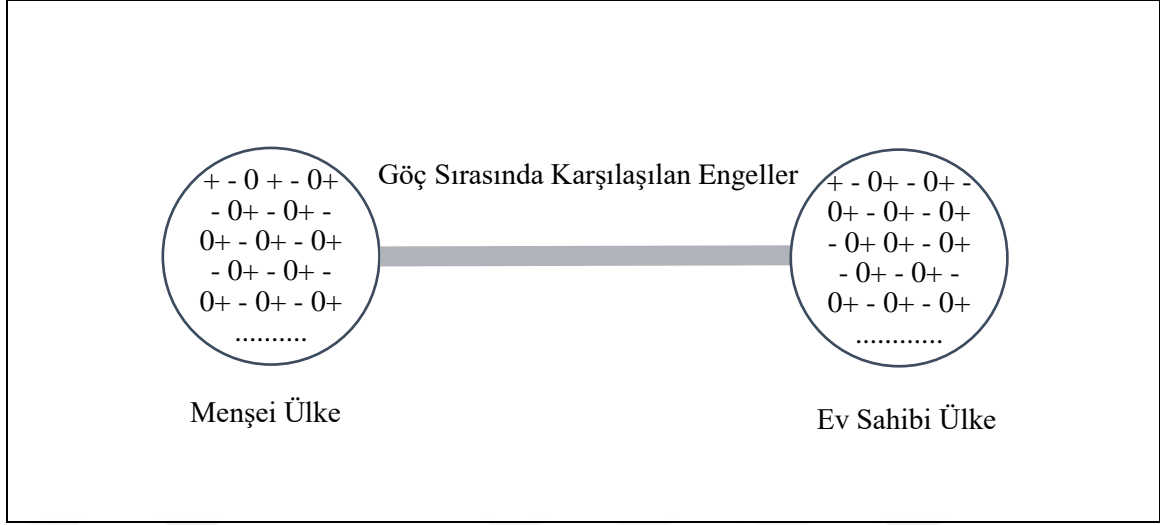 Göç Sırasında Karşılaşılan Engeller
+ - 0 + - 0+
- 0+ - 0+ -
0+ - 0+ - 0+
- 0+ - 0+ -
0+ - 0+ - 0+
..........
Menşei Ülke
+ - 0+ - 0+ -
0+ - 0+ - 0+
- 0+ 0+ - 0+
- 0+ - 0+ -
0+ - 0+ - 0+
............
Ev Sahibi Ülke